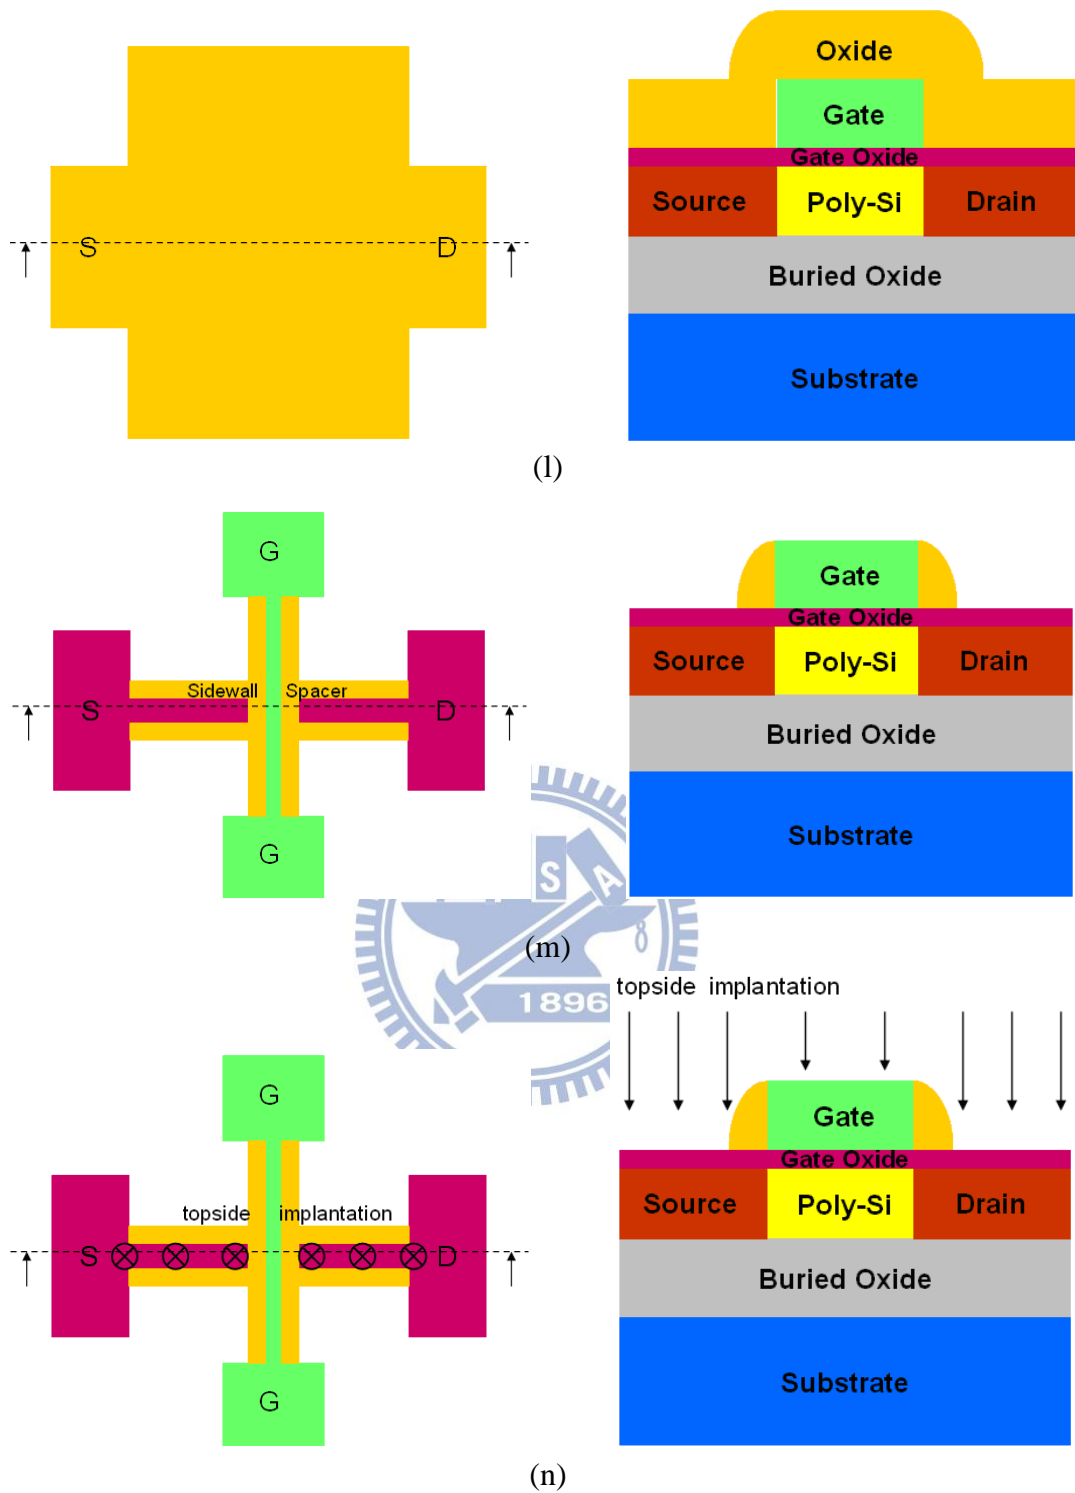 Oxide
Gate
Gate Oxide
Source Poly-Si Drain
S D
Buried Oxide
Substrate
(l)
G
Gate
Gate Oxide
Source Poly-Si Drain
Sidewall Spacer
S D
Buried Oxide
Substrate
G
S A
(m)
1896
topside implantation
G
Gate
Gate Oxide
Source Poly-Si Drain
topside implantation
S D
Buried Oxide
Substrate
G
(n)